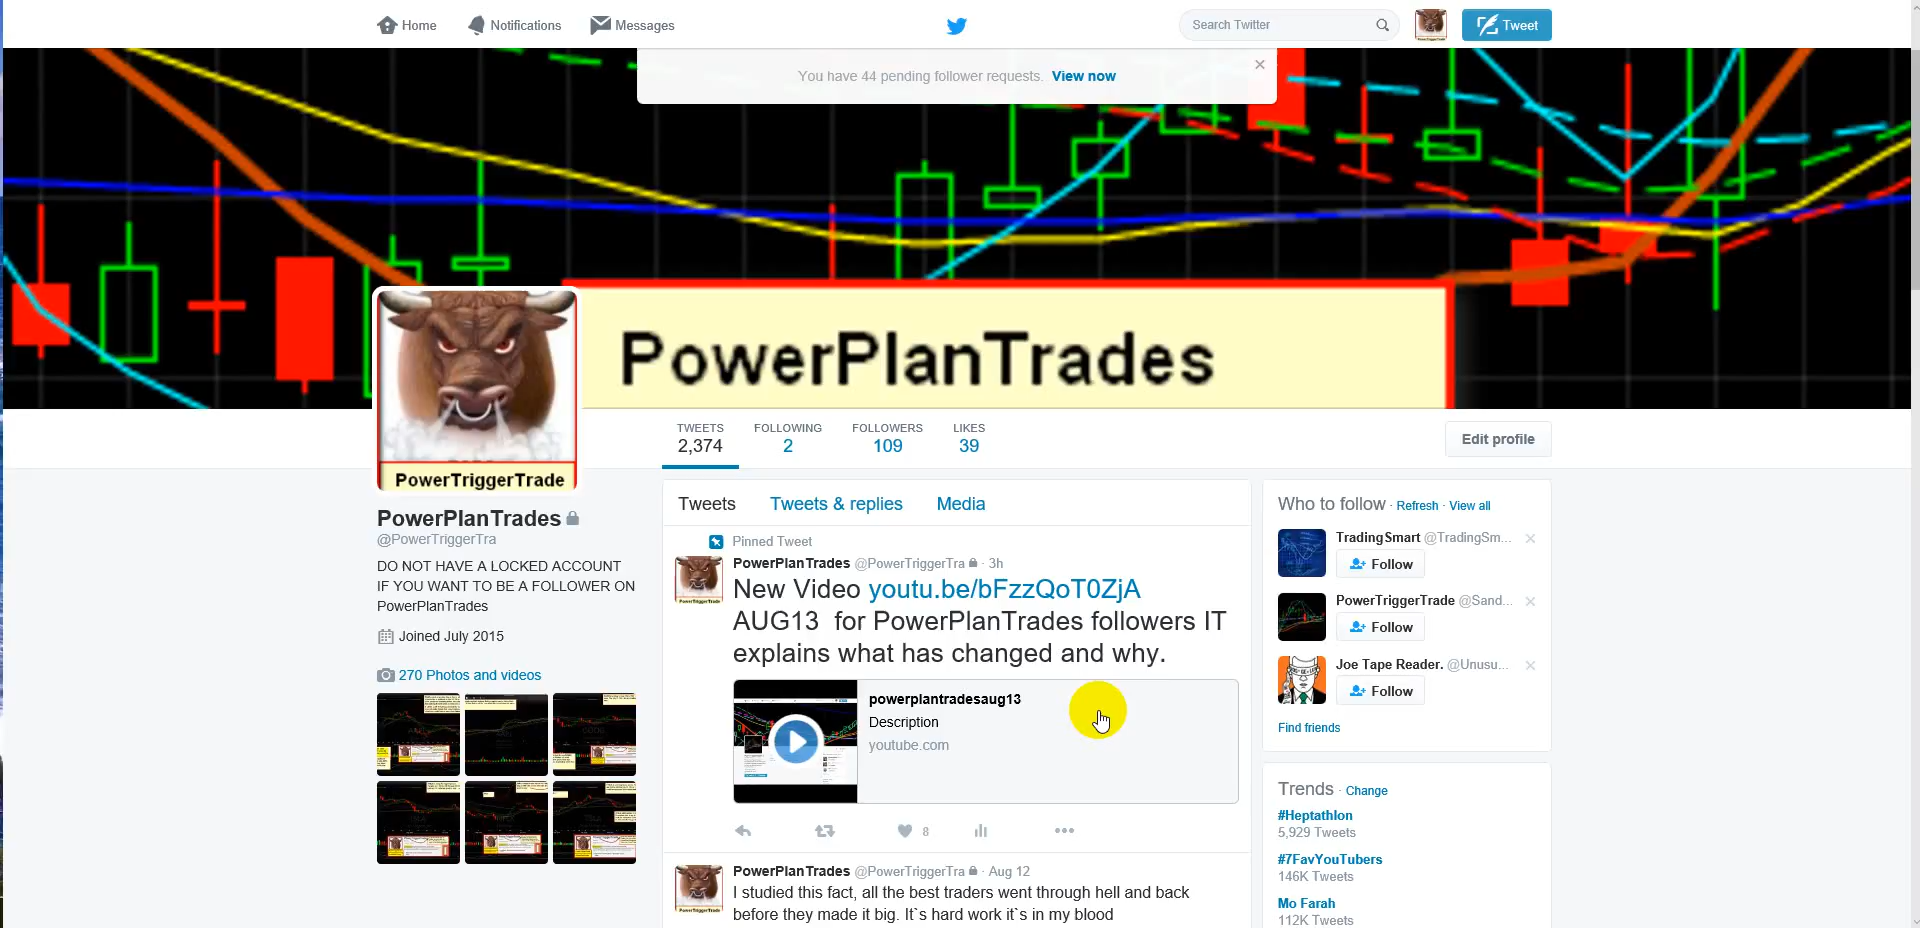 Home
Notifications
Messages
Search Twitter
Tweet
You have 44 pending follower requests. View now
PowerPlanTrades
PowerTriggerTrade
TWEETS
2,374
FOLLOWING
2
FOLLOWERS
109
LIKES
39
Edit profile
PowerPlanTrades
@PowerTriggerTra
DO NOT HAVE A LOCKED ACCOUNT
IF YOU WANT TO BE A FOLLOWER ON
PowerPlanTrades
Joined July 2015
270 Photos and videos
Tweets
Tweets & replies
Media
Pinned Tweet
PowerPlanTrades @PowerTriggerTra · 3h
New Video youtu.be/bFzzQoT0ZjA
AUG13 for PowerPlanTrades followers IT
explains what has changed and why.
powerplantradesaug13
Description
youtube.com
8
PowerPlanTrades @PowerTriggerTra · Aug 12
I studied this fact, all the best traders went through hell and back
before they made it big. It`s hard work it`s in my blood
Who to follow · Refresh · View all
TradingSmart @TradingSm...
Follow
PowerTriggerTrade @Sand...
Follow
Joe Tape Reader. @Unusu...
Follow
Find friends
Trends · Change
#Heptathlon
5,929 Tweets
#7FavYouTubers
146K Tweets
Mo Farah
112K Tweets